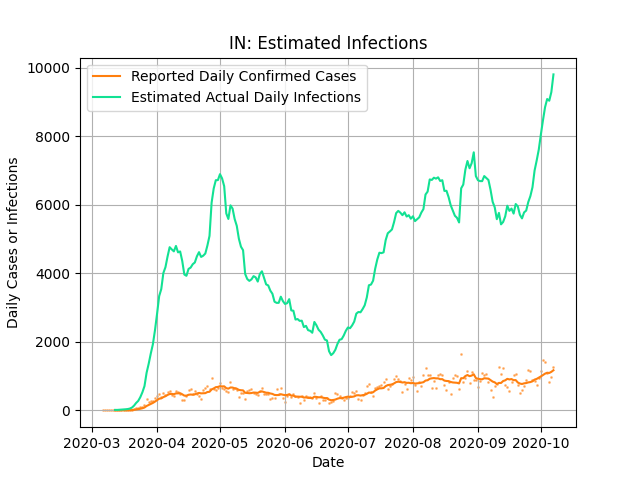 IN: Estimated Infections
Reported Daily Confirmed Cases
Estimated Actual Daily Infections
Daily Cases or Infections
10000
8000
6000
4000
2000
0
2020-03 2020-04 2020-05 2020-06 2020-07 2020-08 2020-09 2020-10
Date